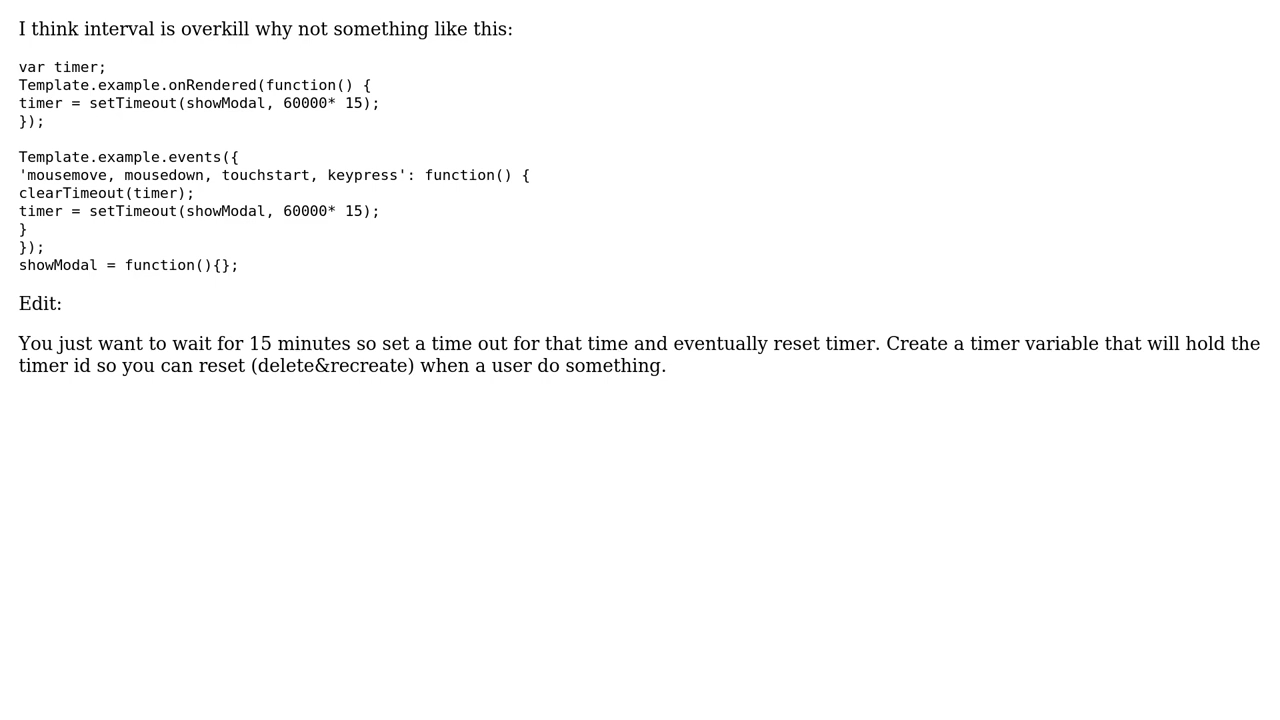 I think interval is overkill why not something like this:
var timer;
Template.example.onRendered(function() {
timer = setTimeout(showModal, 60000* 15);
});
Template.example.events({
'mousemove, mousedown, touchstart, keypress': function() {
clearTimeout(timer);
timer = setTimeout(showModal, 60000* 15);
}
});
showModal = function(){};
Edit:
You just want to wait for 15 minutes so set a time out for that time and eventually reset timer. Create a timer variable that will hold the
timer id so you can reset (delete&recreate) when a user do something.